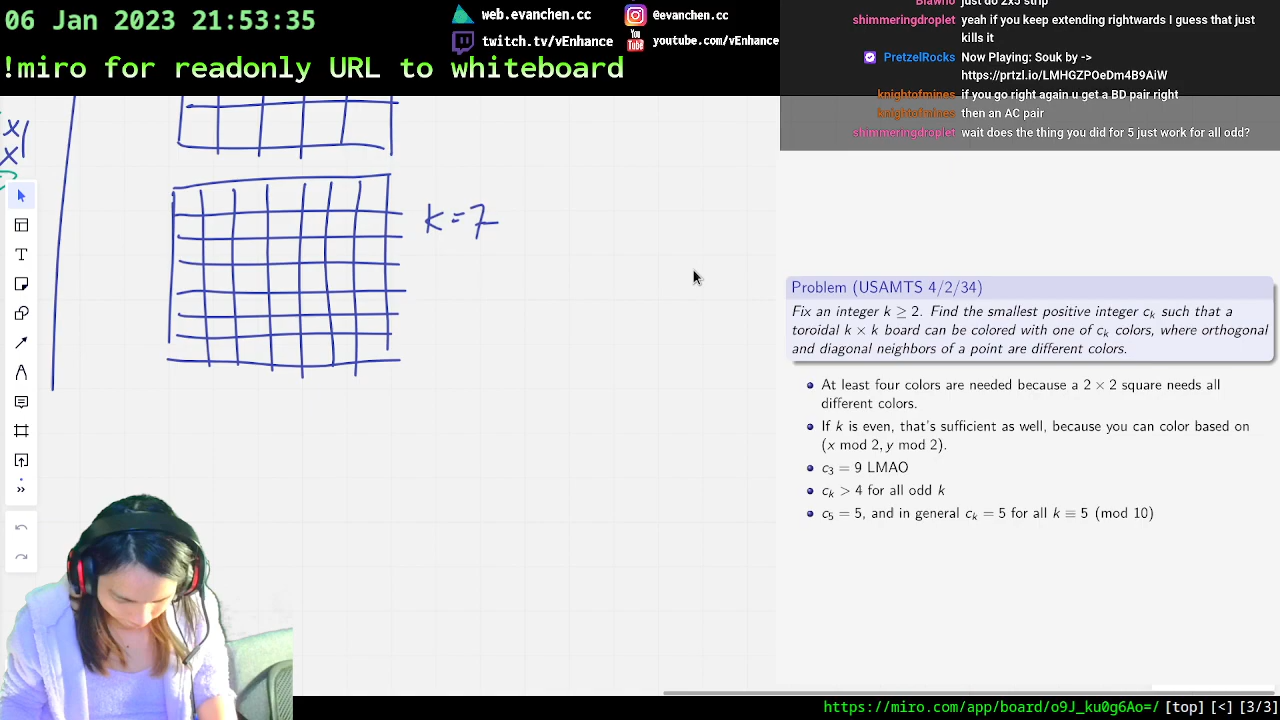 06 Jan 2023 21:53:35
web.evanchen.cc
@evanchen.cc
twitch.tv/vEnhance
youtube.com/vEnhance
!miro for readonly URL to whiteboard
just do 2x5 strip
shimmeringdroplet yeah if you keep extending rightwards I guess that just
kills it
PretzelRocks Now Playing: Souk by ->
https://prtzl.io/LMHGZPOeDm4B9AiW
knightofmines if you go right again u get a BD pair right
knightofmines then an AC pair
shimmeringdroplet wait does the thing you did for 5 just work for all odd?
x
x
k=7
Problem (USAMTS 4/2/34)
Fix an integer k ≥ 2. Find the smallest positive integer c_k such that a
toroidal k × k board can be colored with one of c_k colors, where orthogonal
and diagonal neighbors of a point are different colors.
At least four colors are needed because a 2 × 2 square needs all
different colors.
If k is even, that's sufficient as well, because you can color based on
(x mod 2, y mod 2).
c_3 = 9 LMAO
c_k > 4 for all odd k
c_5 = 5, and in general c_k = 5 for all k ≡ 5 (mod 10)
https://miro.com/app/board/o9J_ku0g6Ao=/ [top] [<] [3/3]